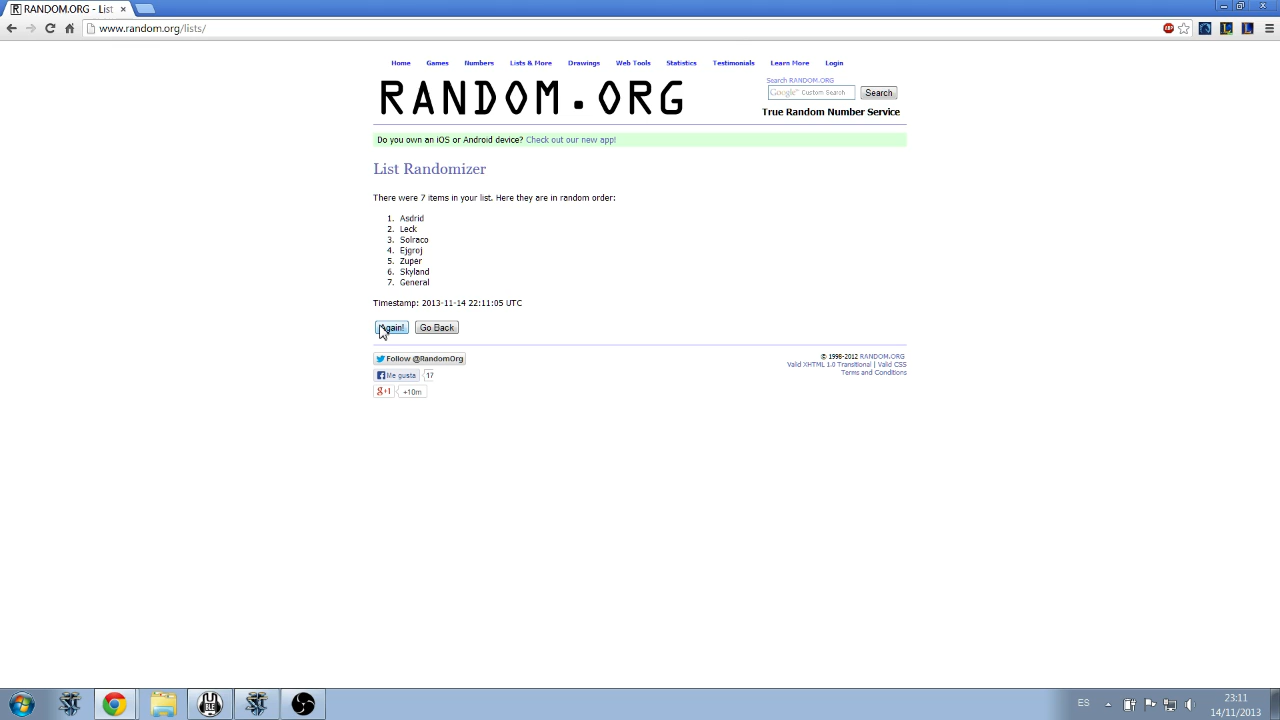 RANDOM.ORG - List
www.random.org/lists/
Home Games Numbers Lists & More Drawings Web Tools Statistics Testimonials Learn More Login
RANDOM.ORG
Search RANDOM.ORG
Google™ Custom Search Search
True Random Number Service
Do you own an iOS or Android device? Check out our new app!
List Randomizer
There were 7 items in your list. Here they are in random order:
1. Asdrid
2. Leck
3. Solraco
4. Ejgroj
5. Zuper
6. Skyland
7. General
Timestamp: 2013-11-14 22:11:05 UTC
Again! Go Back
Follow @RandomOrg
Me gusta 17
g+1 +10m
© 1998-2012 RANDOM.ORG
Valid XHTML 1.0 Transitional | Valid CSS
Terms and Conditions
ES
23:11
14/11/2013